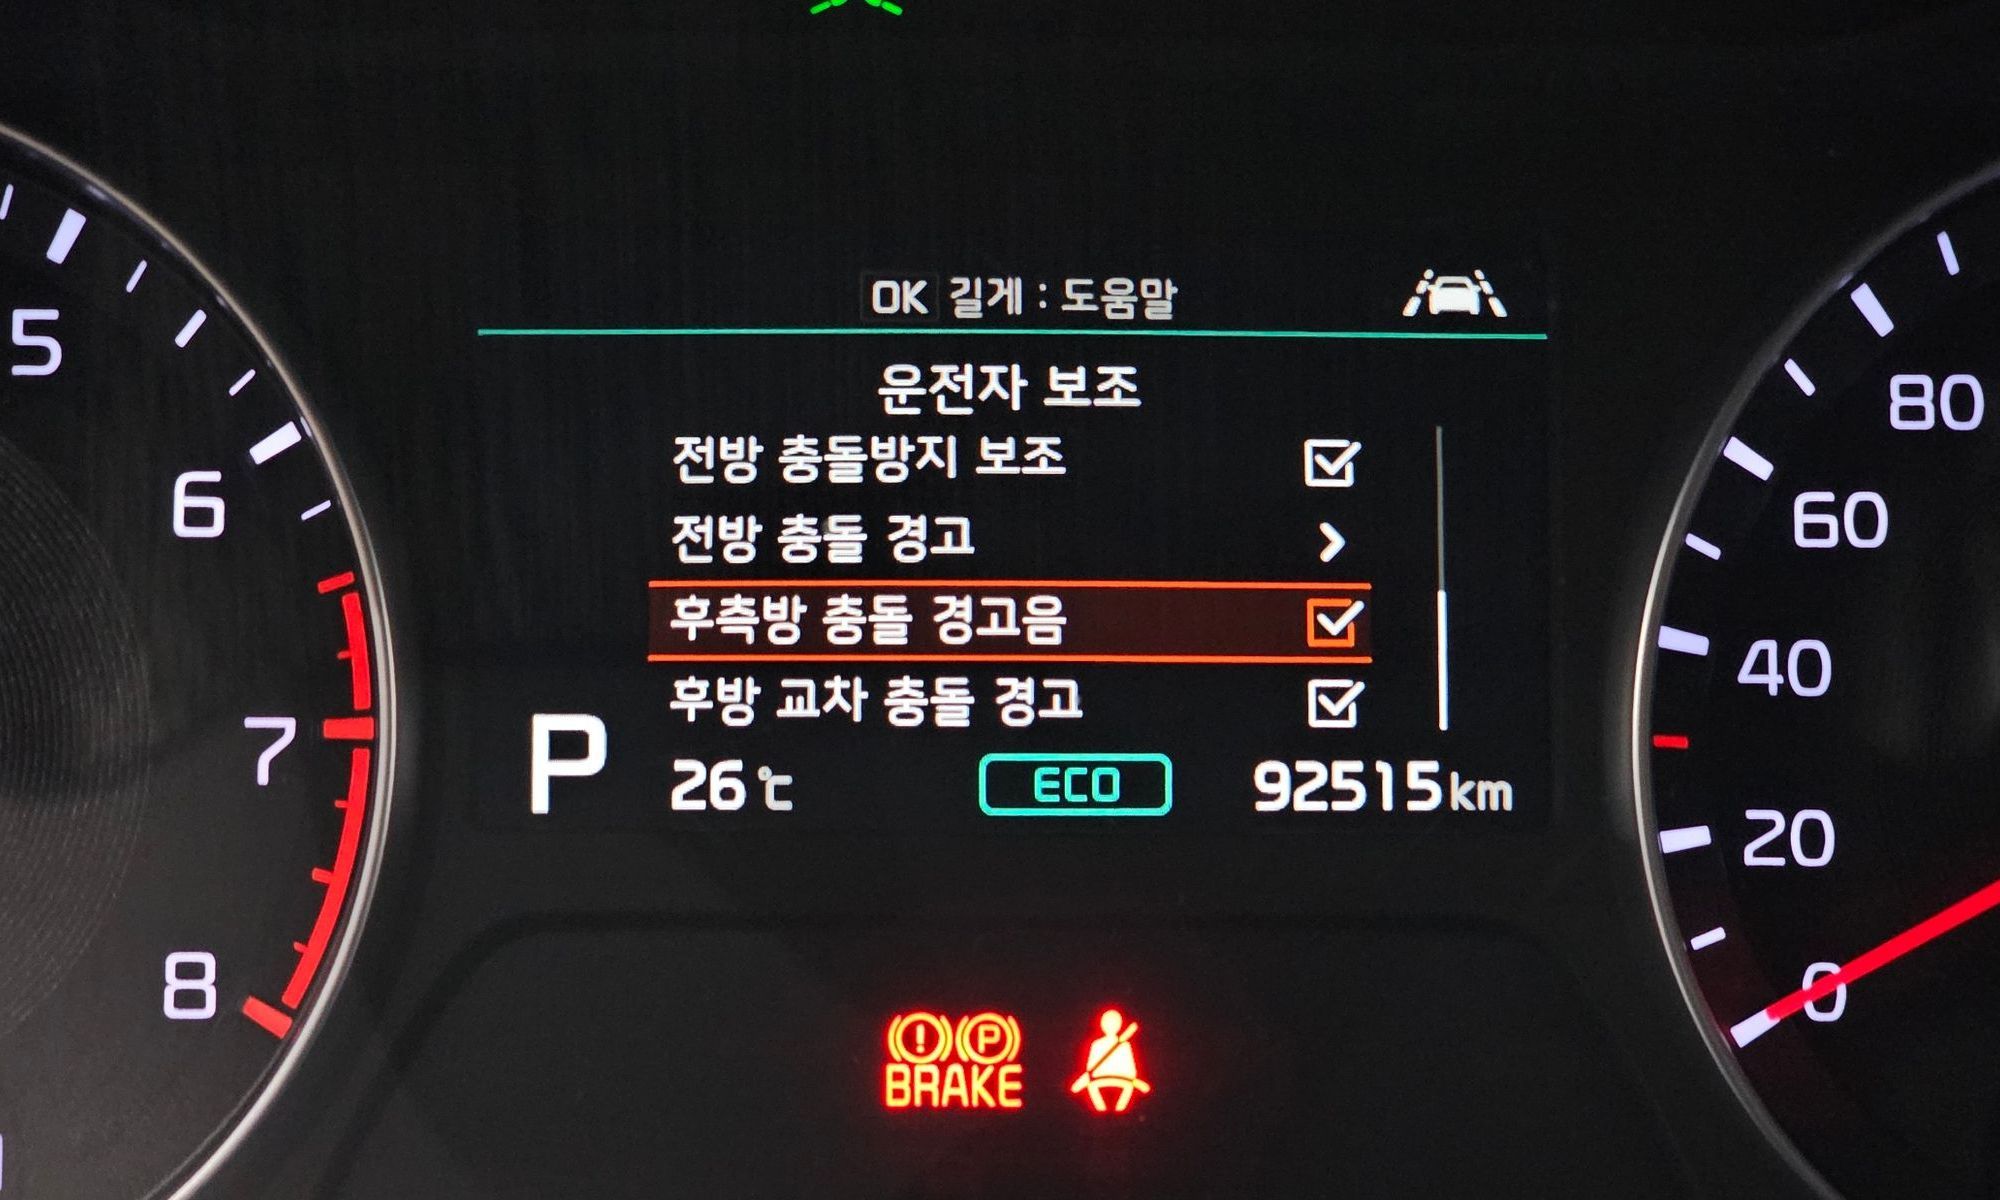 OK 길게 : 도움말
운전자 보조
전방 충돌방지 보조
전방 충돌 경고
후측방 충돌 경고음
후방 교차 충돌 경고
P 26 ℃ ECO 92515 km
5
6
7
8
80
60
40
20
0
P
BRAKE